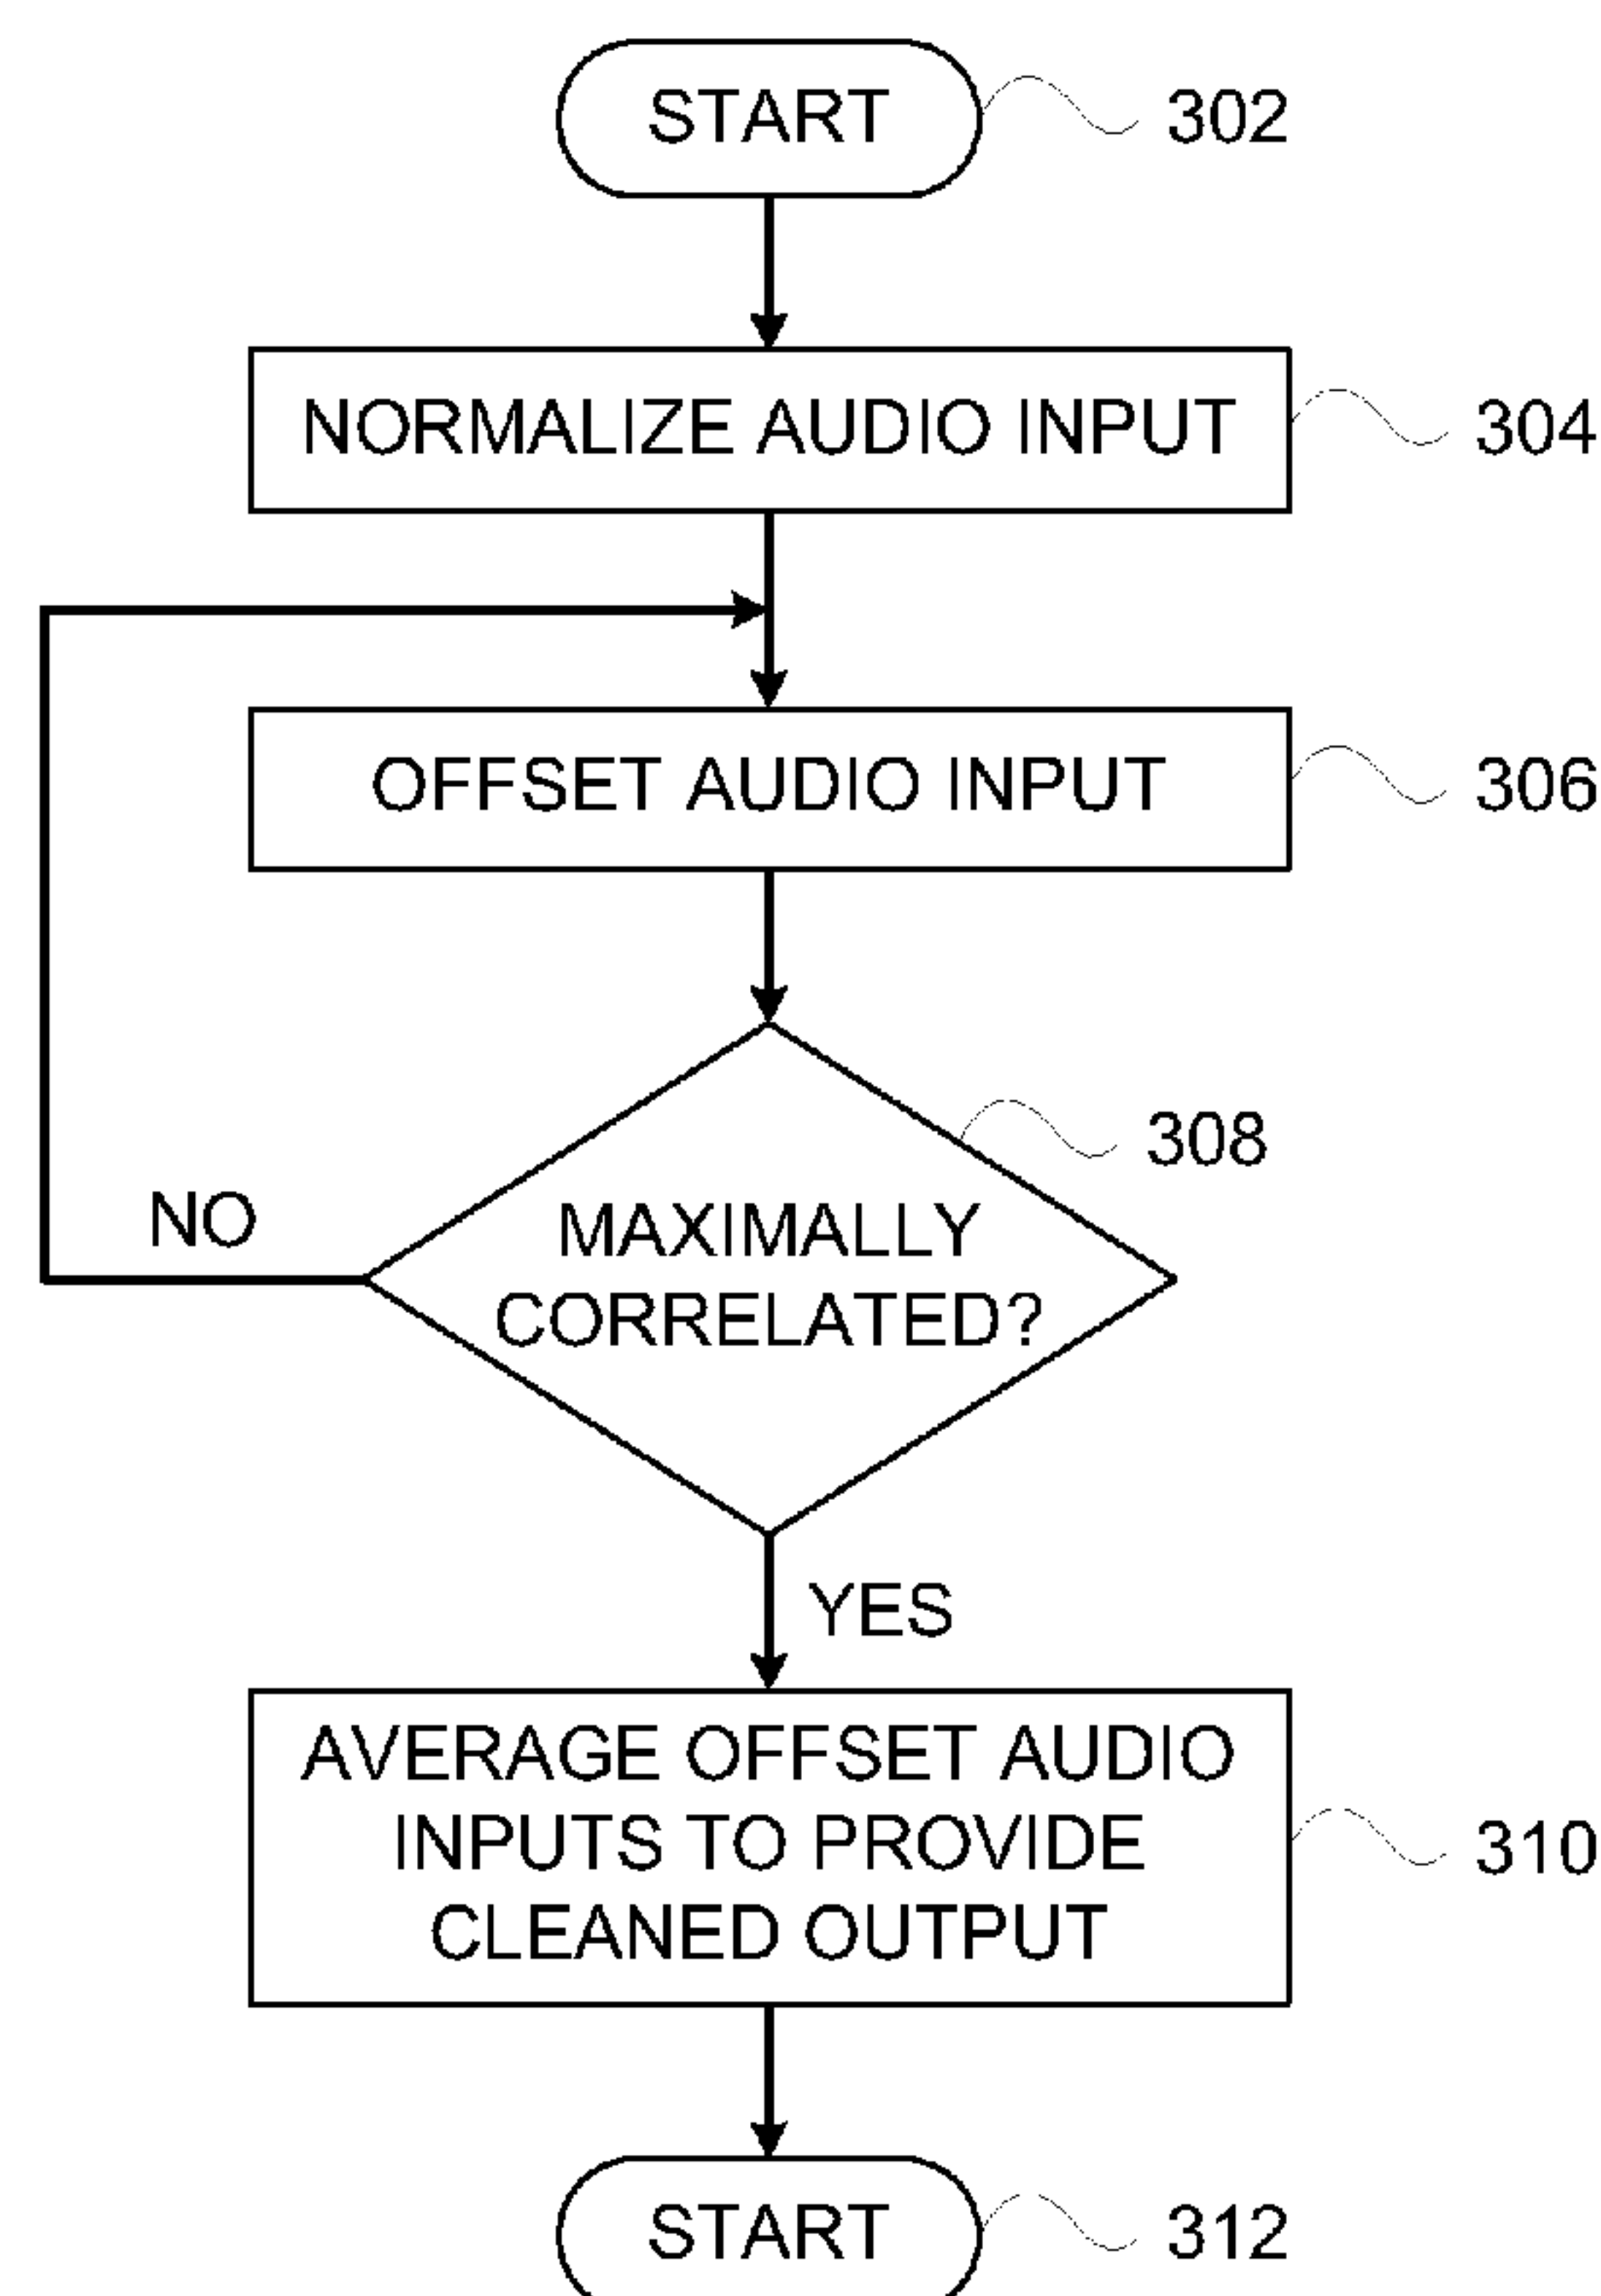 START
302
NORMALIZE AUDIO INPUT
304
OFFSET AUDIO INPUT
306
308
MAXIMALLY
CORRELATED?
NO
YES
AVERAGE OFFSET AUDIO
INPUTS TO PROVIDE
CLEANED OUTPUT
310
START
312